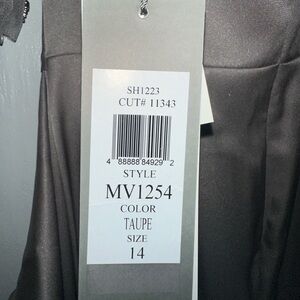 SH1223
CUT# 11343
4 88888 84929 2
STYLE
MV1254
COLOR
TAUPE
SIZE
14